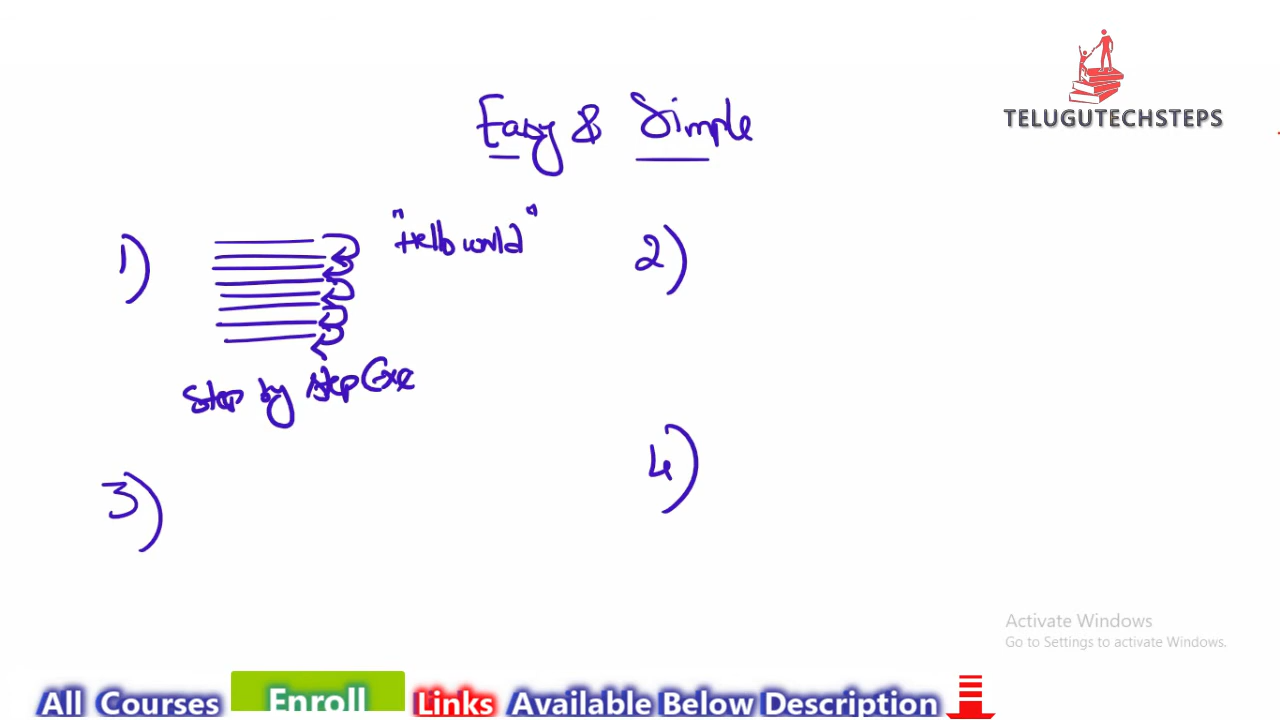 TELUGUTECHSTEPS
Easy & Simple
1)
"Hello world"
Step by step Exe
2)
3)
4)
Activate Windows
Go to Settings to activate Windows.
All Courses Enroll Links Available Below Description